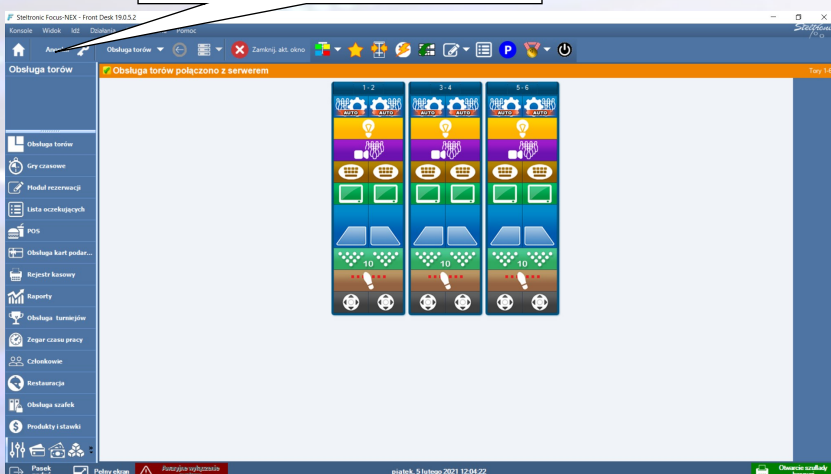 Steltronic Focus-NEX - Front Desk 19.0.5.2
Konsole Widok Idź Pomoc
Obsługa torów Zamknij. akt. okno
Steltronic
Obsługa torów
Obsługa torów połączono z serwerem
1 - 2 3 - 4 5 - 6
AUTO AUTO AUTO AUTO AUTO AUTO
Obsługa torów
Gry czasowe
Moduł rezerwacji
Lista oczekujących
POS
Obsługa kart podar...
Rejestr kasowy
Raporty
Obsługa turniejów
Zegar czasu pracy
Członkowie
Restauracja
Obsługa szafek
Produkty i stawki
10 10 10
Pasek
Pełny ekran
Awaryjne wyłączenie
piątek, 5 lutego 2021 12:04:22
Otwarcie szuflady